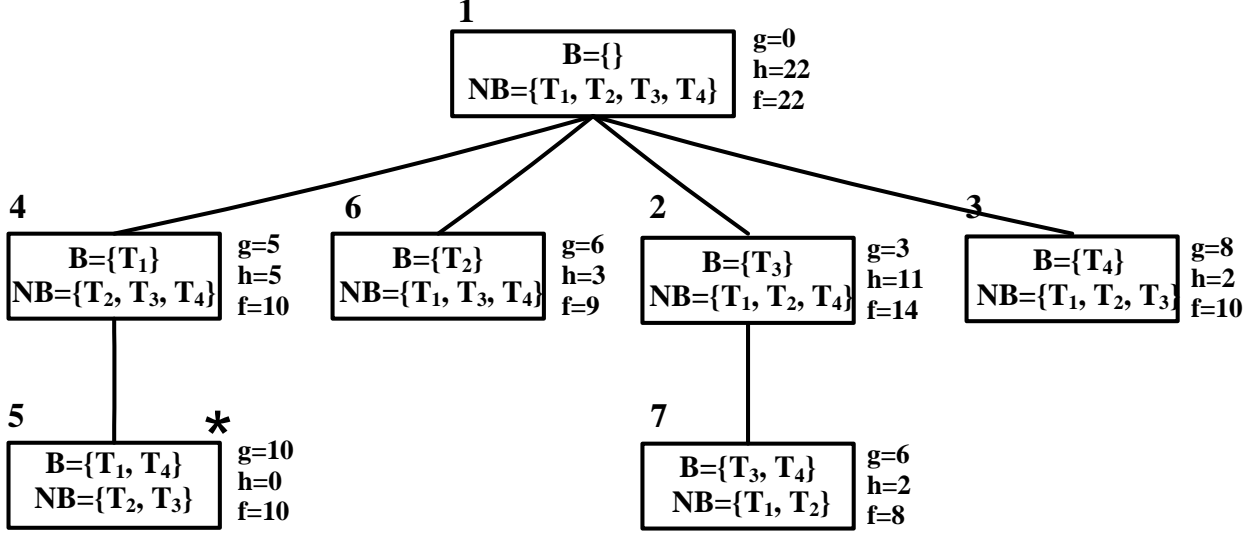 1
B={}
NB={T₁, T₂, T₃, T₄}
g=0
h=22
f=22
4
B={T₁}
NB={T₂, T₃, T₄}
g=5
h=5
f=10
6
B={T₂}
NB={T₁, T₃, T₄}
g=6
h=3
f=9
2
B={T₃}
NB={T₁, T₂, T₄}
g=3
h=11
f=14
3
B={T₄}
NB={T₁, T₂, T₃}
g=8
h=2
f=10
5
*
B={T₁, T₄}
NB={T₂, T₃}
g=10
h=0
f=10
7
B={T₃, T₄}
NB={T₁, T₂}
g=6
h=2
f=8